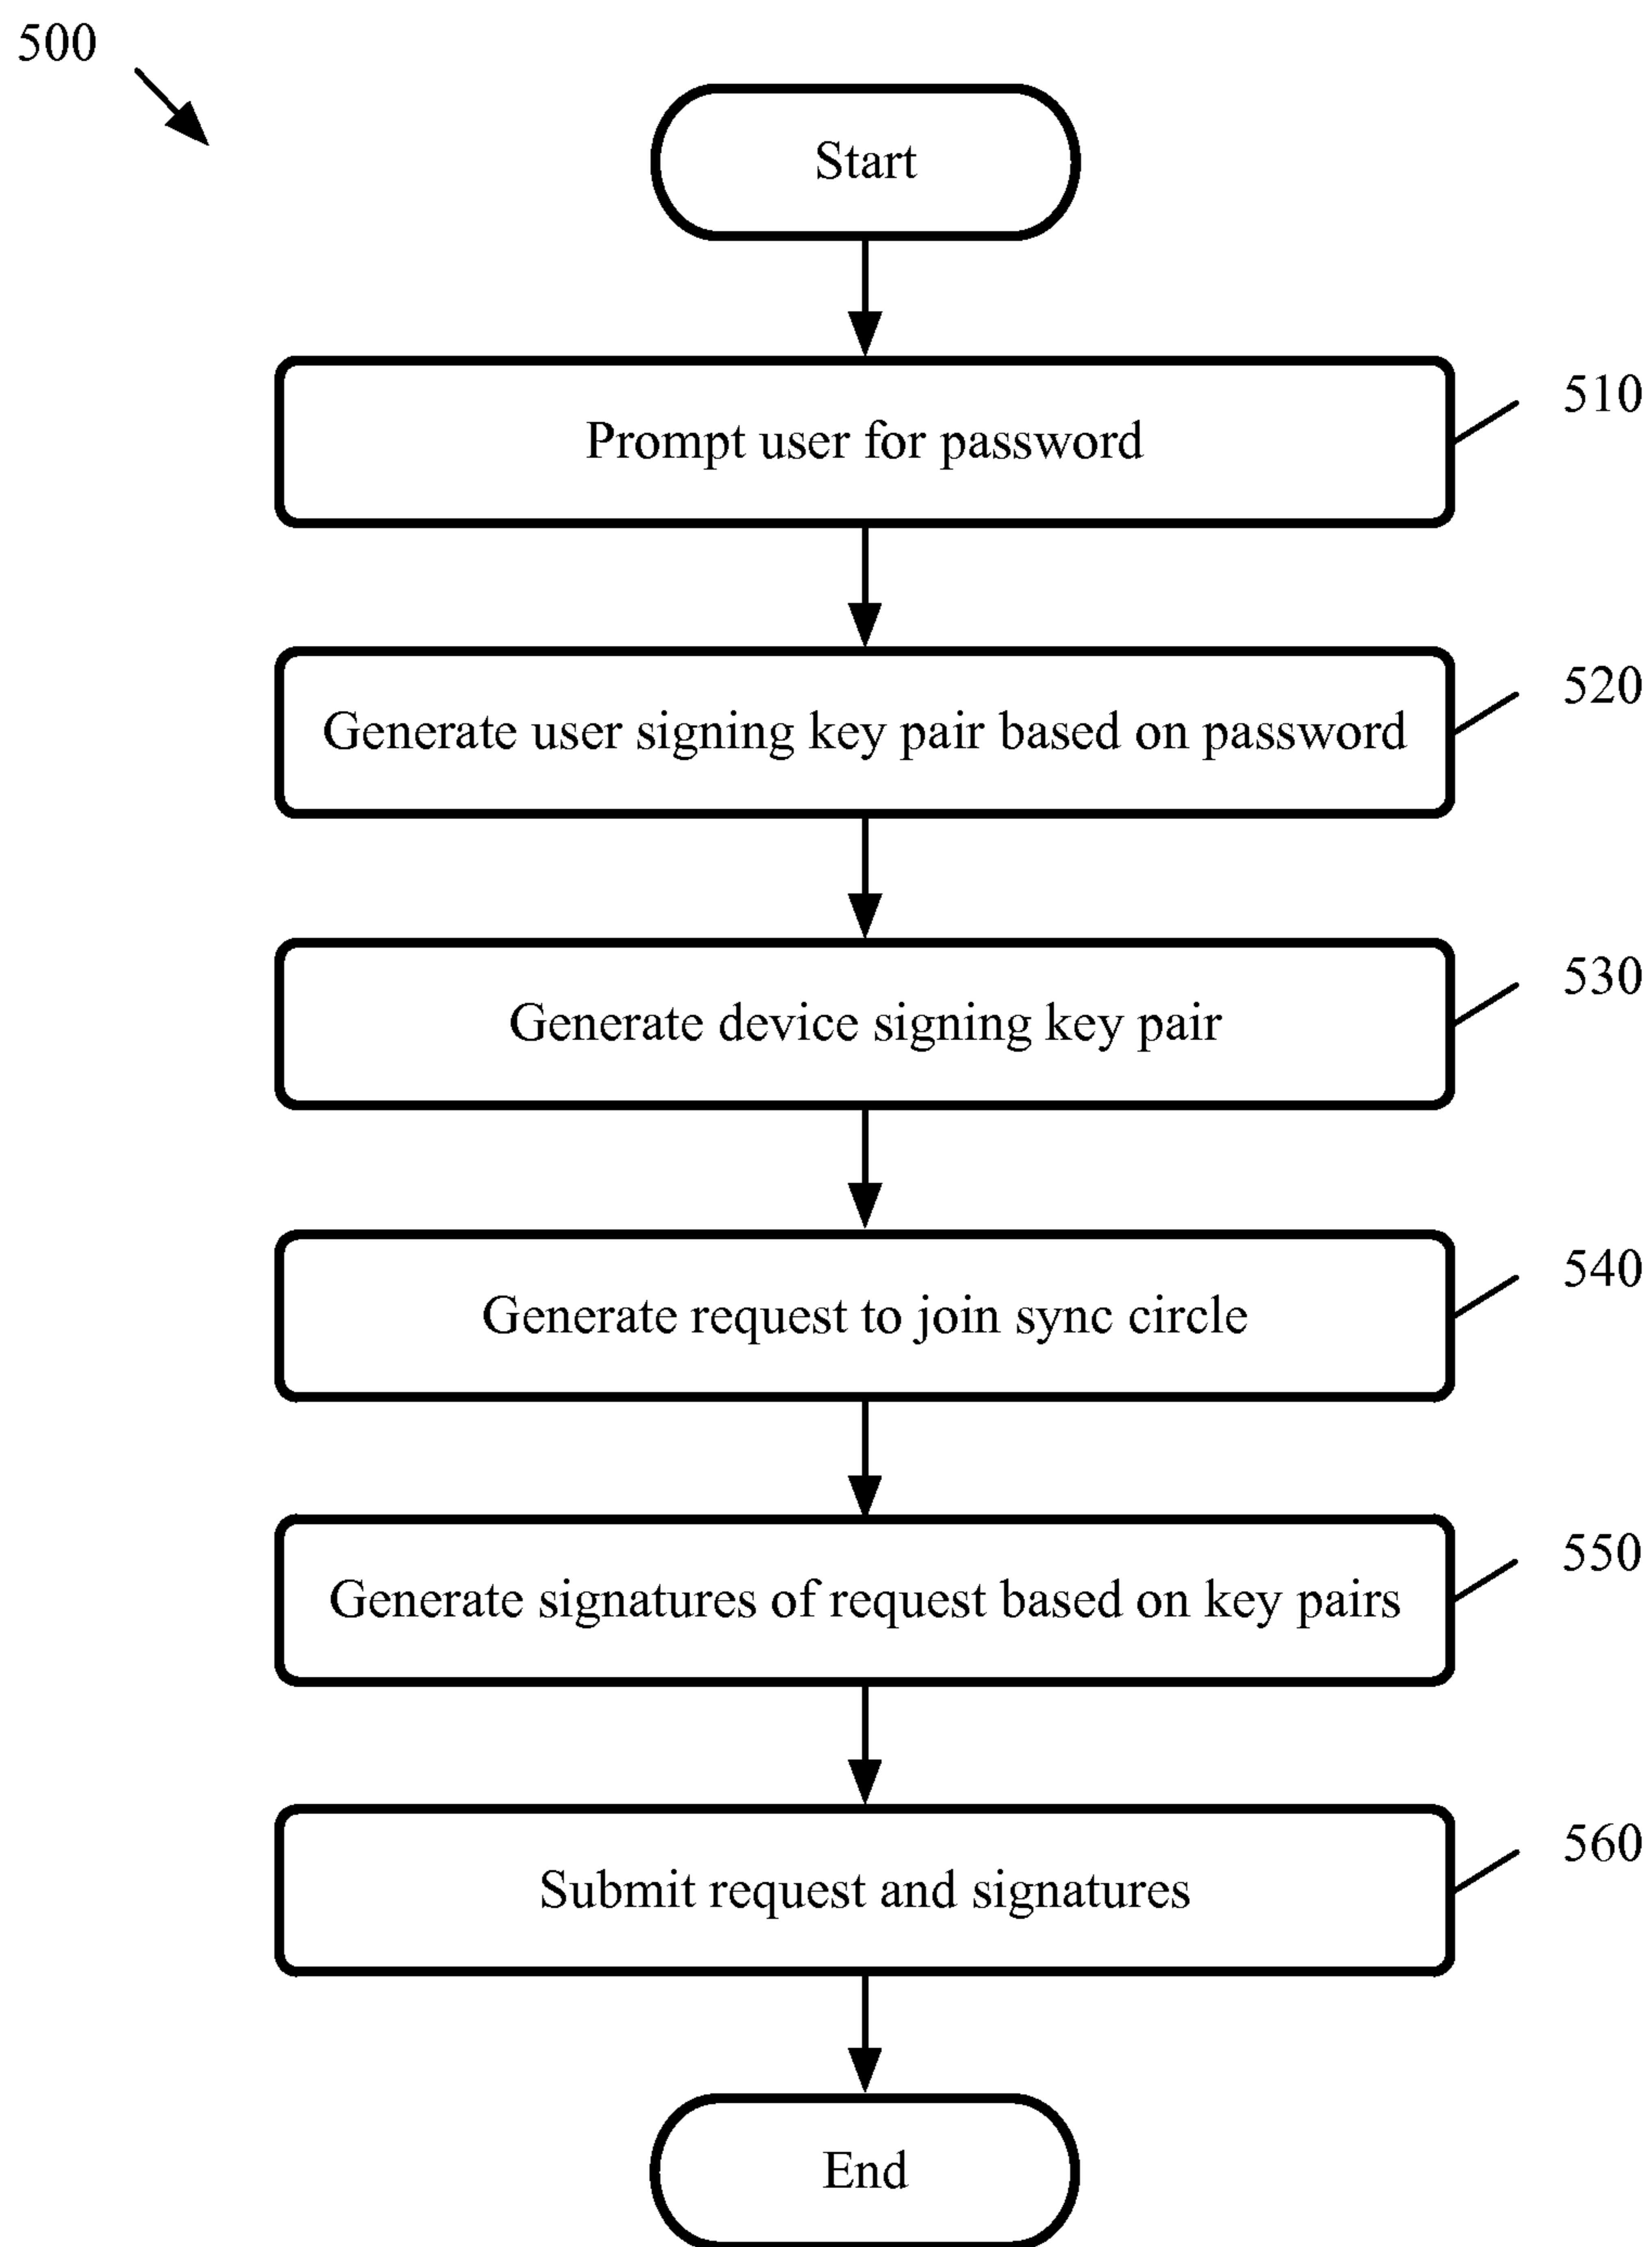 500
Start
Prompt user for password
510
Generate user signing key pair based on password
520
Generate device signing key pair
530
Generate request to join sync circle
540
Generate signatures of request based on key pairs
550
Submit request and signatures
560
End